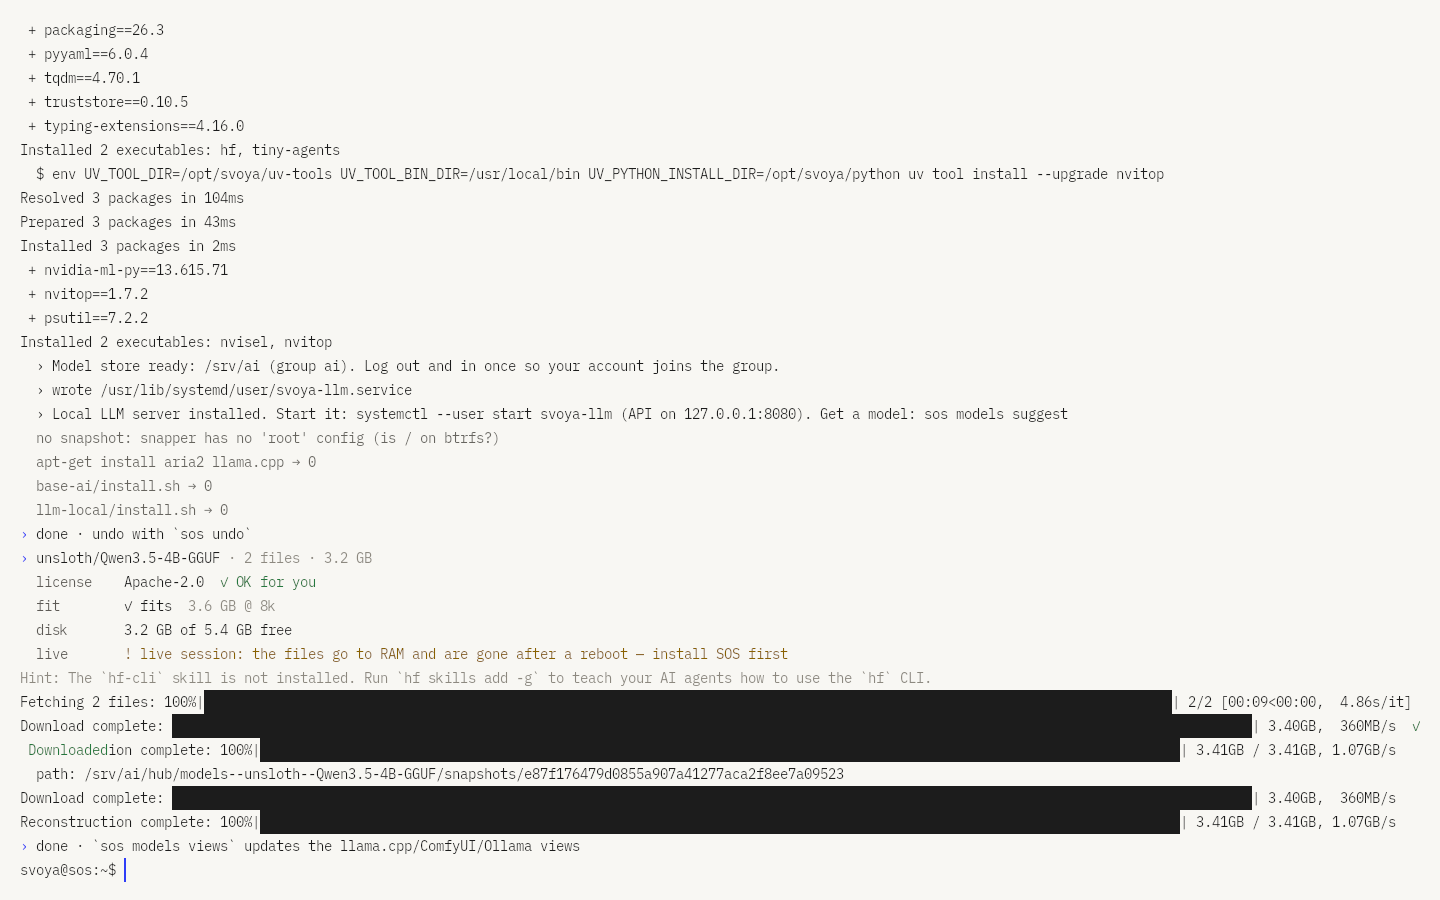 + packaging==26.3
+ pyyaml==6.0.4
+ tqdm==4.70.1
+ truststore==0.10.5
+ typing-extensions==4.16.0
Installed 2 executables: hf, tiny-agents
$ env UV_TOOL_DIR=/opt/svoya/uv-tools UV_TOOL_BIN_DIR=/usr/local/bin UV_PYTHON_INSTALL_DIR=/opt/svoya/python uv tool install --upgrade nvitop
Resolved 3 packages in 104ms
Prepared 3 packages in 43ms
Installed 3 packages in 2ms
+ nvidia-ml-py==13.615.71
+ nvitop==1.7.2
+ psutil==7.2.2
Installed 2 executables: nvisel, nvitop
› Model store ready: /srv/ai (group ai). Log out and in once so your account joins the group.
› wrote /usr/lib/systemd/user/svoya-llm.service
› Local LLM server installed. Start it: systemctl --user start svoya-llm (API on 127.0.0.1:8080). Get a model: sos models suggest
no snapshot: snapper has no 'root' config (is / on btrfs?)
apt-get install aria2 llama.cpp → 0
base-ai/install.sh → 0
llm-local/install.sh → 0
› done · undo with `sos undo`
› unsloth/Qwen3.5-4B-GGUF · 2 files · 3.2 GB
license Apache-2.0 ✓ OK for you
fit ✓ fits 3.6 GB @ 8k
disk 3.2 GB of 5.4 GB free
live ! live session: the files go to RAM and are gone after a reboot — install SOS first
Hint: The `hf-cli` skill is not installed. Run `hf skills add -g` to teach your AI agents how to use the `hf` CLI.
Fetching 2 files: 100%| | 2/2 [00:09<00:00, 4.86s/it]
Download complete: | 3.40GB, 360MB/s ✓
Downloadedion complete: 100%| | 3.41GB / 3.41GB, 1.07GB/s
path: /srv/ai/hub/models--unsloth--Qwen3.5-4B-GGUF/snapshots/e87f176479d0855a907a41277aca2f8ee7a09523
Download complete: | 3.40GB, 360MB/s
Reconstruction complete: 100%| | 3.41GB / 3.41GB, 1.07GB/s
› done · `sos models views` updates the llama.cpp/ComfyUI/Ollama views
svoya@sos:~$